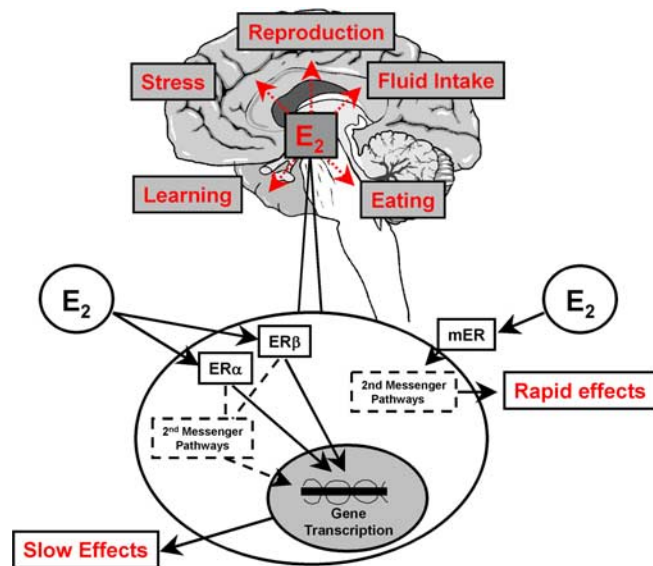 Reproduction
Stress
Fluid Intake
E₂
Learning
Eating
E₂
E₂
mER
ERβ
ERα
2nd Messenger
Pathways
Rapid effects
2ⁿᵈ Messenger
Pathways
Gene
Transcription
Slow Effects